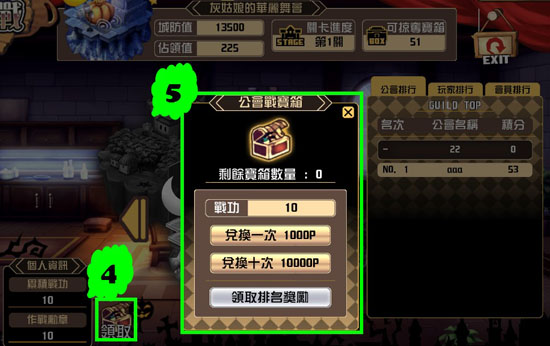 戰
灰姑娘的華麗舞會
城防值 13500
佔領值 225
關卡進度
STAGE 第1關
可掠奪寶箱
BOX 51
EXIT
5
公會戰寶箱
剩餘寶箱數量 : 0
戰功 10
兌換一次 1000P
兌換十次 10000P
領取排名獎勵
公會排行 玩家排行 會員排行
GUILD TOP
名次 公會名稱 積分
- 22 0
NO. 1 aaa 53
4
個人資訊
累積戰功
10
作戰勳章
10
領取